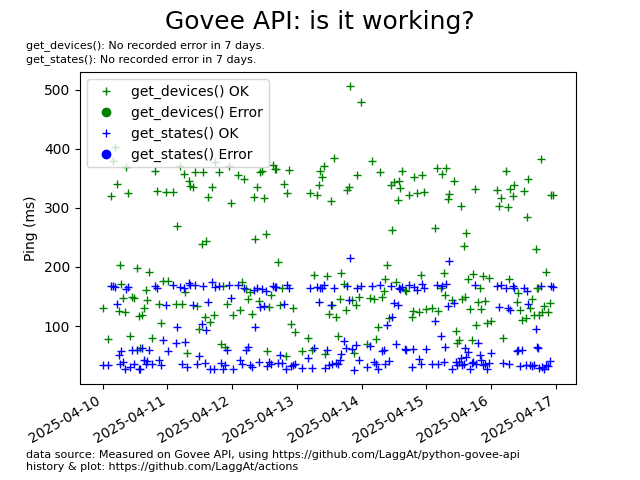 Govee API: is it working?
get_devices(): No recorded error in 7 days.
get_states(): No recorded error in 7 days.
get_devices() OK
get_devices() Error
get_states() OK
get_states() Error
Ping (ms)
500
400
300
200
100
2025-04-10
2025-04-11
2025-04-12
2025-04-13
2025-04-14
2025-04-15
2025-04-16
2025-04-17
data source: Measured on Govee API, using https://github.com/LaggAt/python-govee-api
history & plot: https://github.com/LaggAt/actions